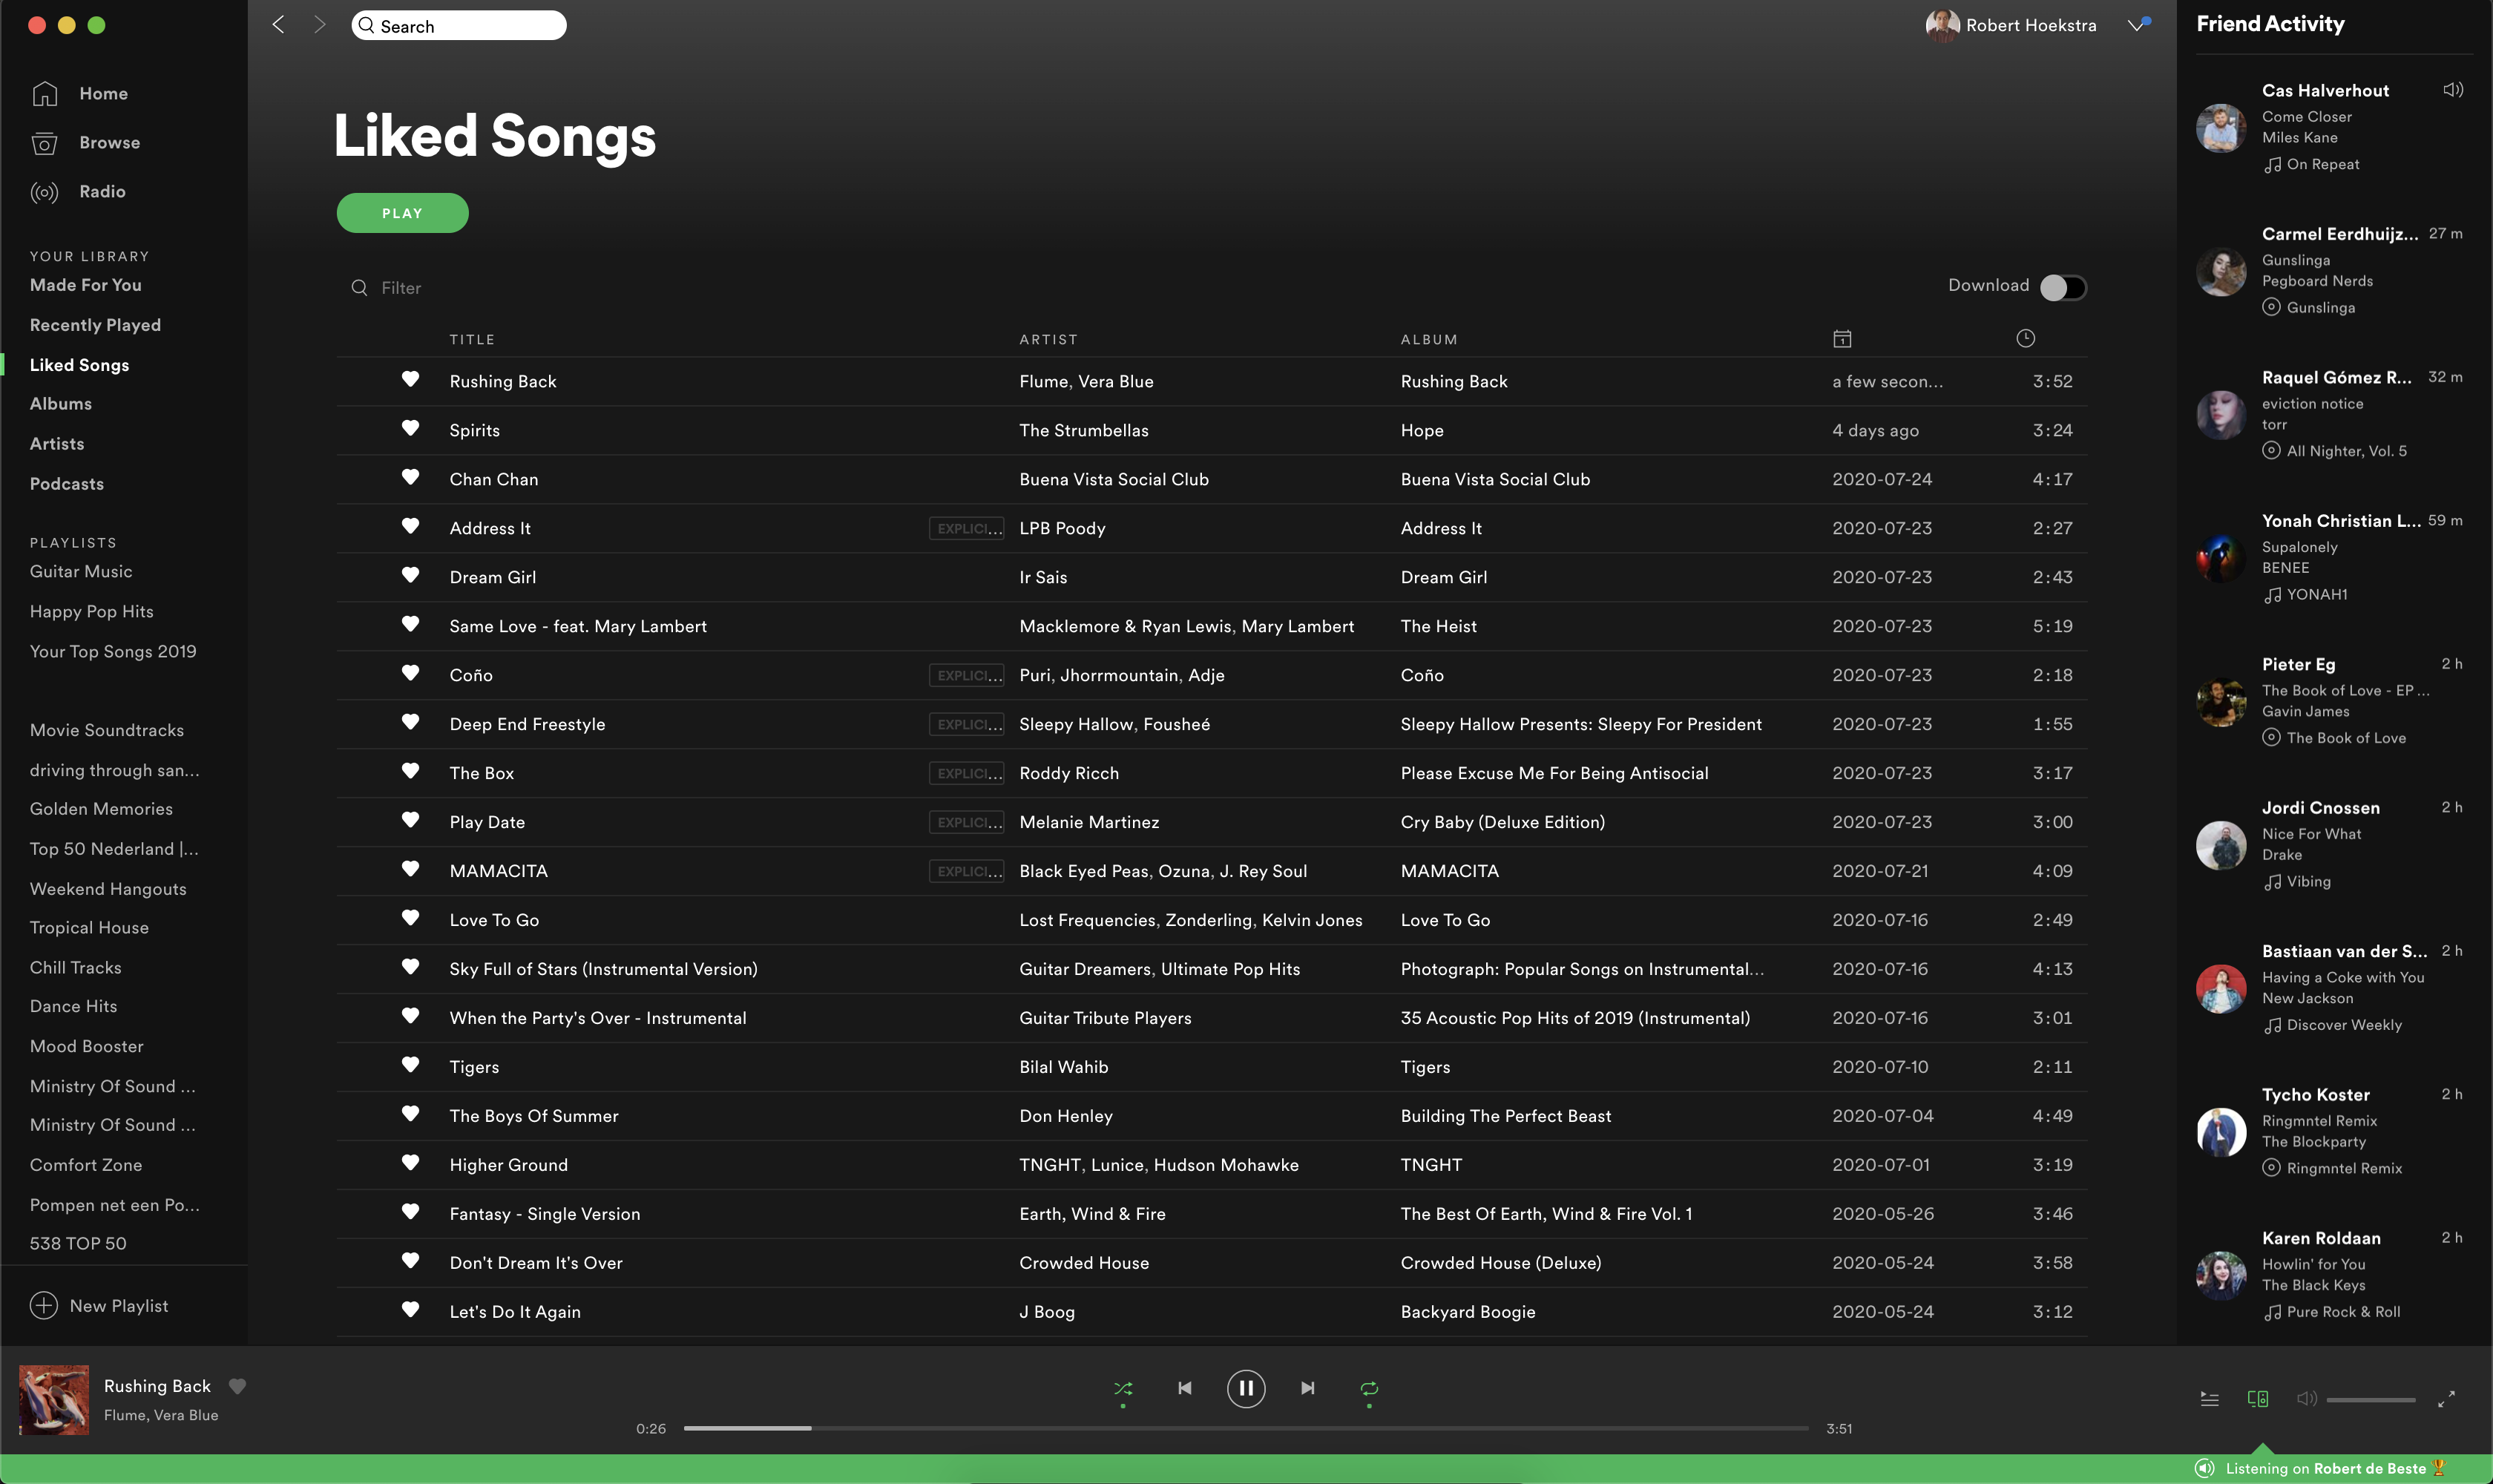 Search
Robert Hoekstra
Home
Browse
Radio
YOUR LIBRARY
Made For You
Recently Played
Liked Songs
Albums
Artists
Podcasts
PLAYLISTS
Guitar Music
Happy Pop Hits
Your Top Songs 2019
Movie Soundtracks
driving through san...
Golden Memories
Top 50 Nederland |...
Weekend Hangouts
Tropical House
Chill Tracks
Dance Hits
Mood Booster
Ministry Of Sound ...
Ministry Of Sound ...
Comfort Zone
Pompen net een Po...
538 TOP 50
New Playlist
Liked Songs
PLAY
Filter
Download
TITLE ARTIST ALBUM 1
Rushing Back Flume, Vera Blue Rushing Back a few secon... 3:52
Spirits The Strumbellas Hope 4 days ago 3:24
Chan Chan Buena Vista Social Club Buena Vista Social Club 2020-07-24 4:17
Address It EXPLICI... LPB Poody Address It 2020-07-23 2:27
Dream Girl Ir Sais Dream Girl 2020-07-23 2:43
Same Love - feat. Mary Lambert Macklemore & Ryan Lewis, Mary Lambert The Heist 2020-07-23 5:19
Coño EXPLICI... Puri, Jhorrmountain, Adje Coño 2020-07-23 2:18
Deep End Freestyle EXPLICI... Sleepy Hallow, Fousheé Sleepy Hallow Presents: Sleepy For President 2020-07-23 1:55
The Box EXPLICI... Roddy Ricch Please Excuse Me For Being Antisocial 2020-07-23 3:17
Play Date EXPLICI... Melanie Martinez Cry Baby (Deluxe Edition) 2020-07-23 3:00
MAMACITA EXPLICI... Black Eyed Peas, Ozuna, J. Rey Soul MAMACITA 2020-07-21 4:09
Love To Go Lost Frequencies, Zonderling, Kelvin Jones Love To Go 2020-07-16 2:49
Sky Full of Stars (Instrumental Version) Guitar Dreamers, Ultimate Pop Hits Photograph: Popular Songs on Instrumental... 2020-07-16 4:13
When the Party's Over - Instrumental Guitar Tribute Players 35 Acoustic Pop Hits of 2019 (Instrumental) 2020-07-16 3:01
Tigers Bilal Wahib Tigers 2020-07-10 2:11
The Boys Of Summer Don Henley Building The Perfect Beast 2020-07-04 4:49
Higher Ground TNGHT, Lunice, Hudson Mohawke TNGHT 2020-07-01 3:19
Fantasy - Single Version Earth, Wind & Fire The Best Of Earth, Wind & Fire Vol. 1 2020-05-26 3:46
Don't Dream It's Over Crowded House Crowded House (Deluxe) 2020-05-24 3:58
Let's Do It Again J Boog Backyard Boogie 2020-05-24 3:12
Friend Activity
Cas Halverhout
Come Closer
Miles Kane
On Repeat
Carmel Eerdhuijz... 27 m
Gunslinga
Pegboard Nerds
Gunslinga
Raquel Gómez R... 32 m
eviction notice
torr
All Nighter, Vol. 5
Yonah Christian L... 59 m
Supalonely
BENEE
YONAH1
Pieter Eg 2 h
The Book of Love - EP ...
Gavin James
The Book of Love
Jordi Cnossen 2 h
Nice For What
Drake
Vibing
Bastiaan van der S... 2 h
Having a Coke with You
New Jackson
Discover Weekly
Tycho Koster 2 h
Ringmntel Remix
The Blockparty
Ringmntel Remix
Karen Roldaan 2 h
Howlin' for You
The Black Keys
Pure Rock & Roll
Rushing Back
Flume, Vera Blue
0:26 3:51
Listening on Robert de Beste 🏆